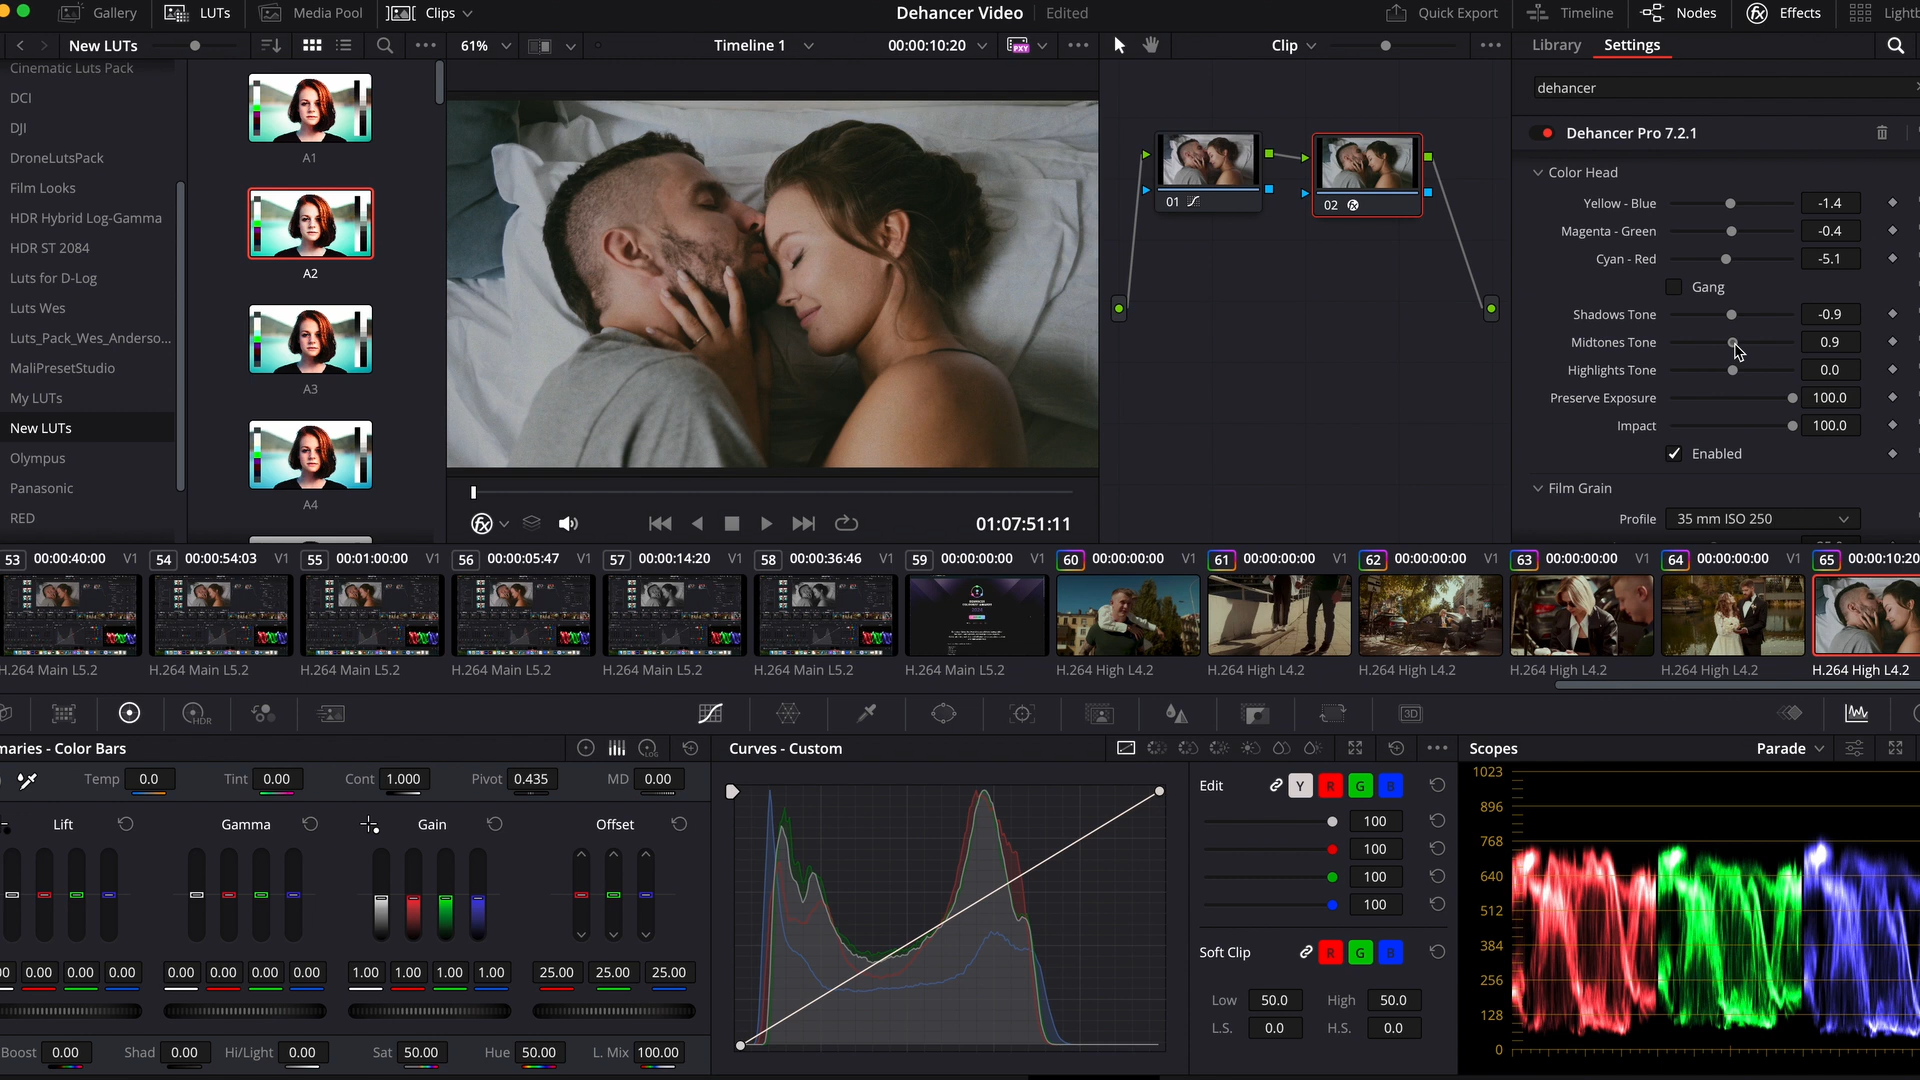 Gallery LUTs Media Pool Clips Dehancer Video Edited Quick Export Timeline Nodes Effects
New LUTs 61% Timeline 1 00:00:10:20 PXY Clip Library Settings
Cinematic Luts Pack
DCI
DJI
DroneLutsPack
Film Looks
HDR Hybrid Log-Gamma
HDR ST 2084
Luts for D-Log
Luts Wes
Luts_Pack_Wes_Anderso...
MaliPresetStudio
My LUTs
New LUTs
Olympus
Panasonic
RED
A1
A2
A3
A4
01:07:51:11
01
02
dehancer
Dehancer Pro 7.2.1
Color Head
Yellow - Blue -1.4
Magenta - Green -0.4
Cyan - Red -5.1
Gang
Shadows Tone -0.9
Midtones Tone 0.9
Highlights Tone 0.0
Preserve Exposure 100.0
Impact 100.0
Enabled
Film Grain
Profile 35 mm ISO 250
53 00:00:40:00 V1 54 00:00:54:03 V1 55 00:01:00:00 V1 56 00:00:05:47 V1 57 00:00:14:20 V1 58 00:00:36:46 V1 59 00:00:00:00 V1 60 00:00:00:00 V1 61 00:00:00:00 V1 62 00:00:00:00 V1 63 00:00:00:00 V1 64 00:00:00:00 V1 65 00:00:10:20
H.264 Main L5.2 H.264 Main L5.2 H.264 Main L5.2 H.264 Main L5.2 H.264 Main L5.2 H.264 Main L5.2 H.264 Main L5.2 H.264 High L4.2 H.264 High L4.2 H.264 High L4.2 H.264 High L4.2 H.264 High L4.2 H.264 High L4.2
HDR 3D
maries - Color Bars LOG
Temp 0.0 Tint 0.00 Cont 1.000 Pivot 0.435 MD 0.00
Lift Gamma Gain Offset
00 0.00 0.00 0.00 0.00 0.00 0.00 0.00 1.00 1.00 1.00 1.00 25.00 25.00 25.00
Boost 0.00 Shad 0.00 Hi/Light 0.00 Sat 50.00 Hue 50.00 L. Mix 100.00
Curves - Custom
Edit Y R G B
100
100
100
100
Soft Clip R G B
Low 50.0 High 50.0
L.S. 0.0 H.S. 0.0
Scopes Parade
1023
896
768
640
512
384
256
128
0